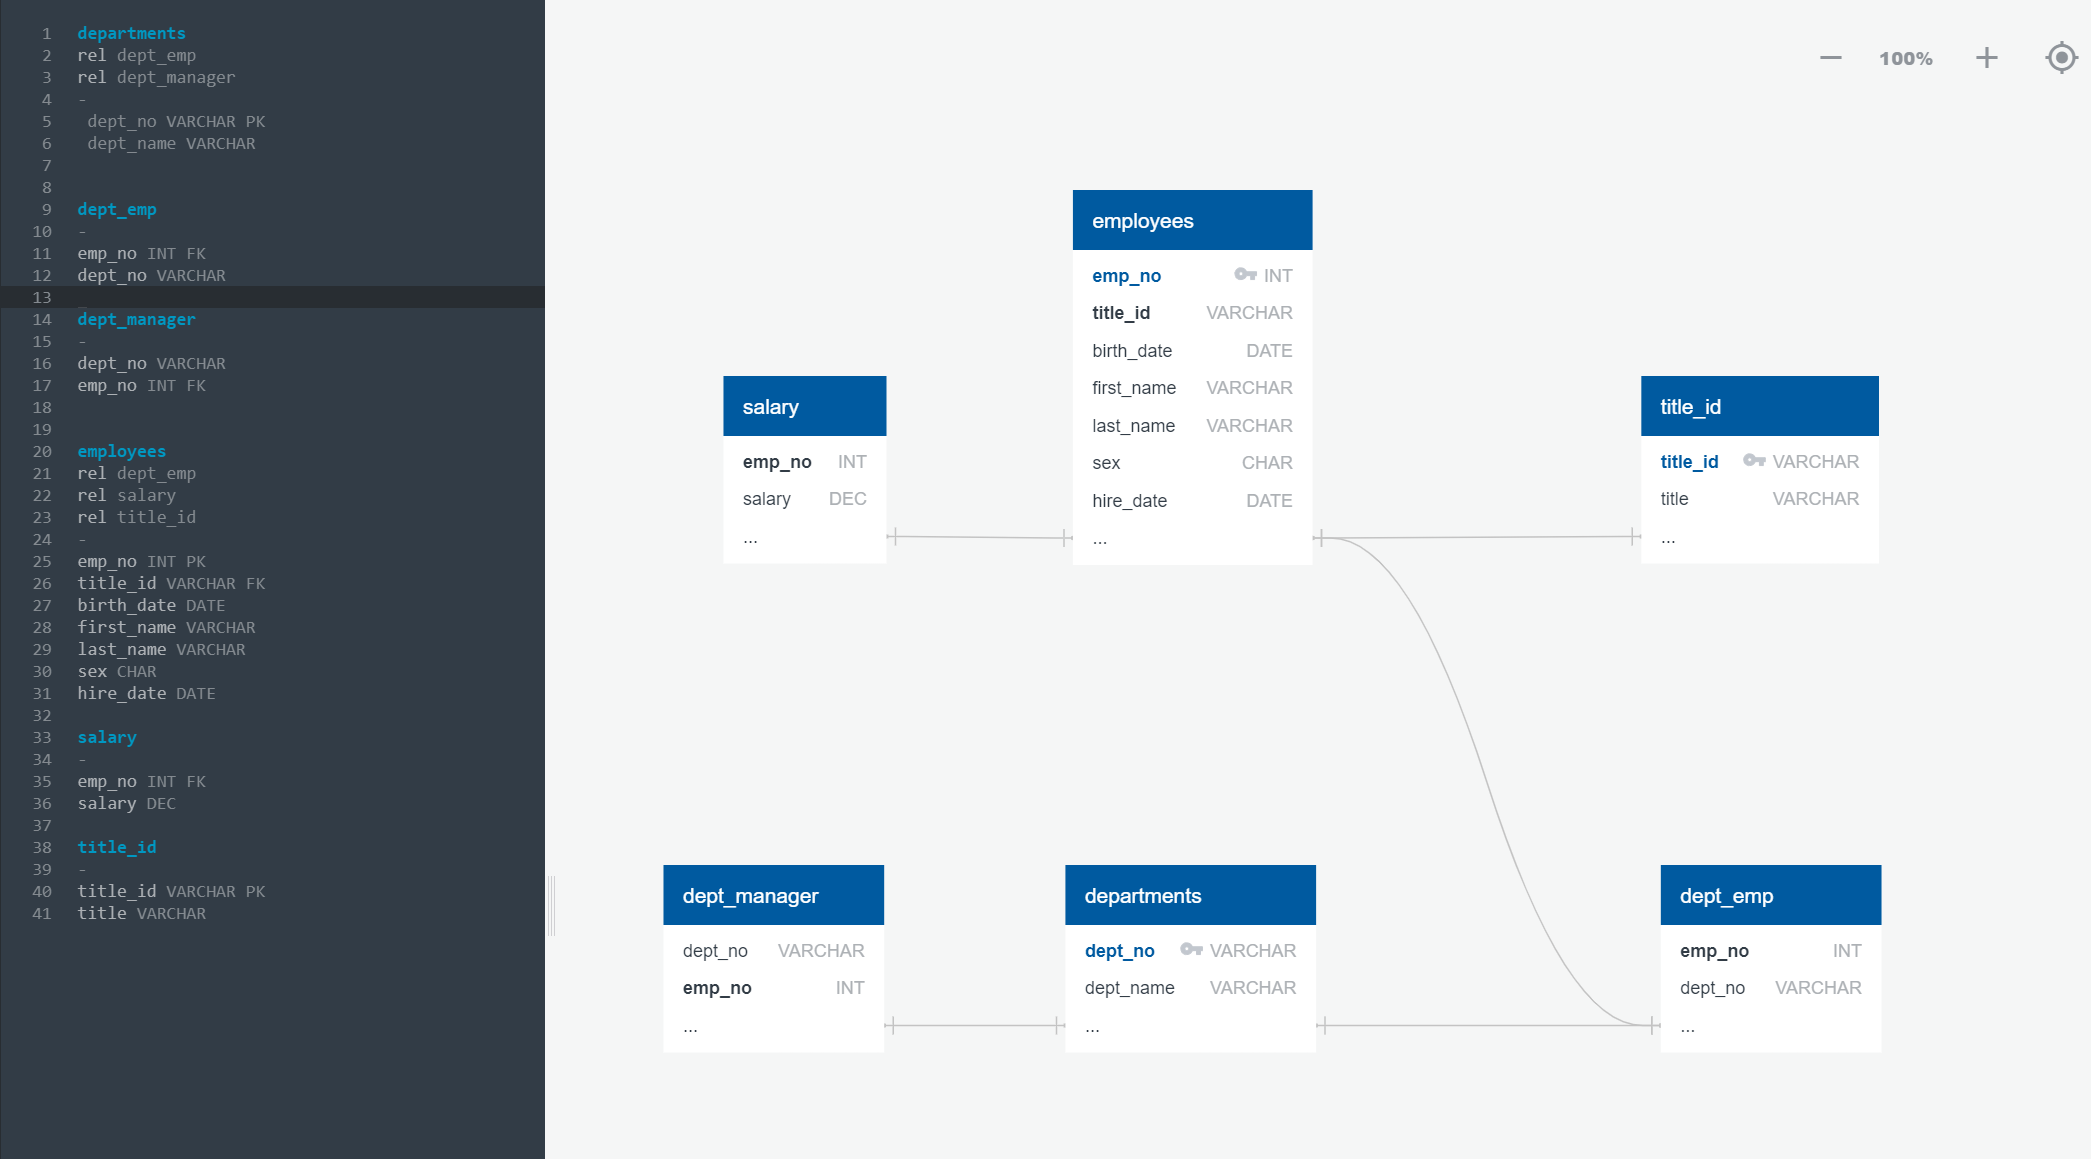 1 departments
2 rel dept_emp
3 rel dept_manager
4 -
5 dept_no VARCHAR PK
6 dept_name VARCHAR
7
8
9 dept_emp
10 -
11 emp_no INT FK
12 dept_no VARCHAR
13
14 dept_manager
15 -
16 dept_no VARCHAR
17 emp_no INT FK
18
19
20 employees
21 rel dept_emp
22 rel salary
23 rel title_id
24 -
25 emp_no INT PK
26 title_id VARCHAR FK
27 birth_date DATE
28 first_name VARCHAR
29 last_name VARCHAR
30 sex CHAR
31 hire_date DATE
32
33 salary
34 -
35 emp_no INT FK
36 salary DEC
37
38 title_id
39 -
40 title_id VARCHAR PK
41 title VARCHAR
100%
employees
emp_no INT
title_id VARCHAR
birth_date DATE
first_name VARCHAR
last_name VARCHAR
sex CHAR
hire_date DATE
...
salary
emp_no INT
salary DEC
...
title_id
title_id VARCHAR
title VARCHAR
...
dept_manager
dept_no VARCHAR
emp_no INT
...
departments
dept_no VARCHAR
dept_name VARCHAR
...
dept_emp
emp_no INT
dept_no VARCHAR
...